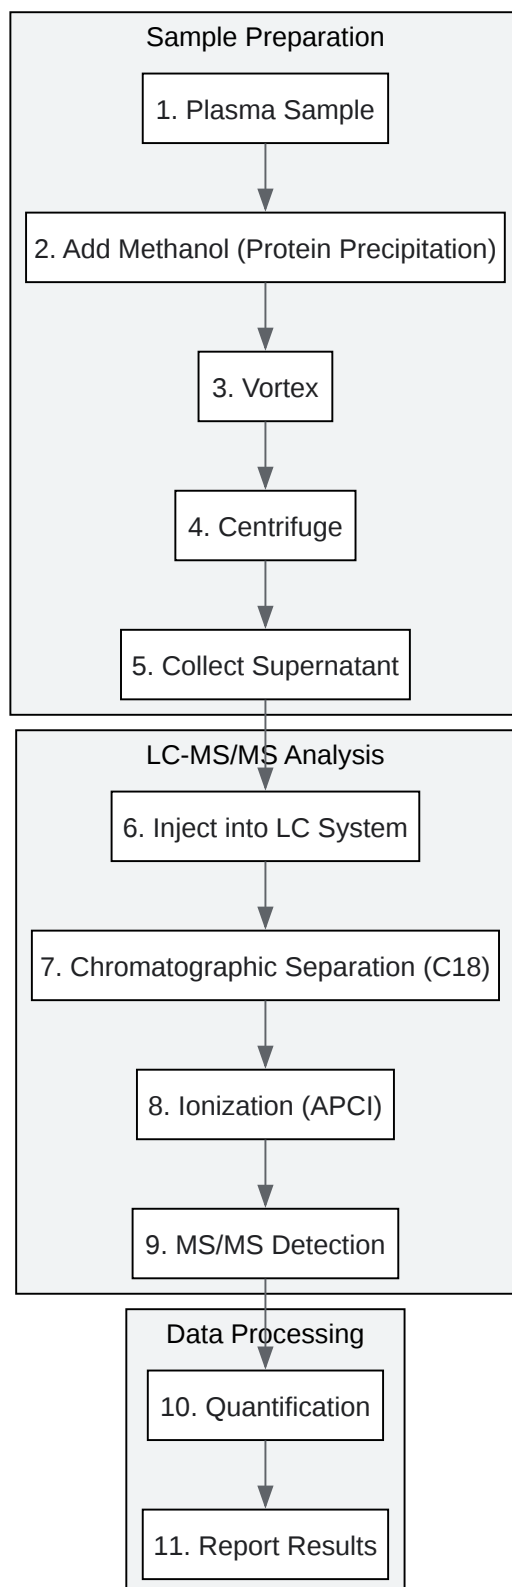 Sample Preparation
1. Plasma Sample
2. Add Methanol (Protein Precipitation)
3. Vortex
4. Centrifuge
5. Collect Supernatant
LC-MS/MS Analysis
6. Inject into LC System
7. Chromatographic Separation (C18)
8. Ionization (APCI)
9. MS/MS Detection
Data Processing
10. Quantification
11. Report Results